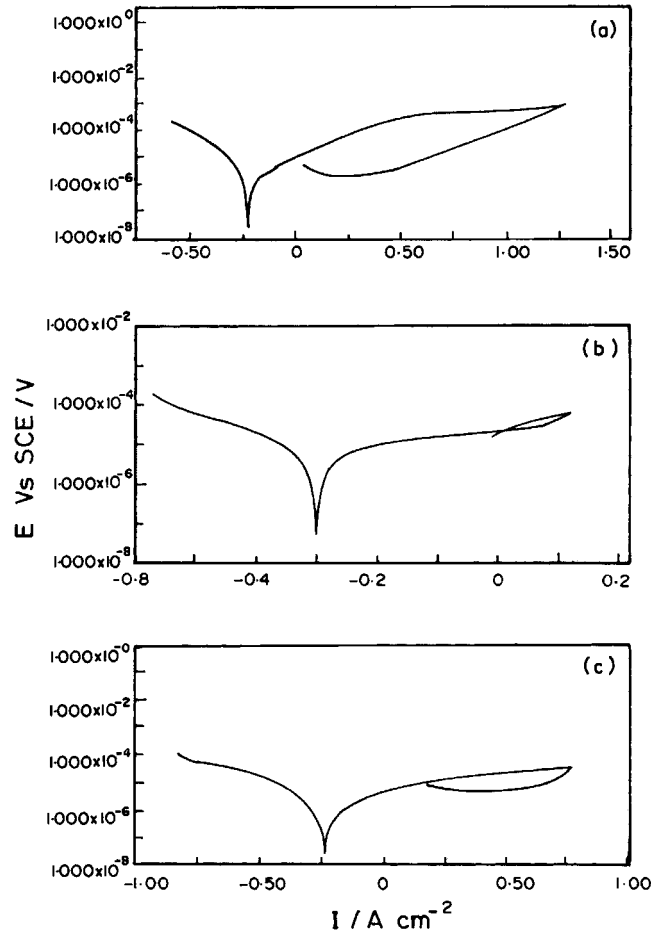 (a)
1·000x10⁰
1·000x10⁻²
1·000x10⁻⁴
1·000x10⁻⁶
1·000x10⁻⁸
-0·50 0 0·50 1·00 1·50
(b)
1·000x10⁻²
1·000x10⁻⁴
1·000x10⁻⁶
1·000x10⁻⁸
-0·8 -0·4 -0·2 0 0·2
E Vs SCE / V
(c)
1·000x10⁻⁰
1·000x10⁻²
1·000x10⁻⁴
1·000x10⁻⁶
1·000x10⁻⁸
-1·00 -0·50 0 0·50 1·00
I / A cm⁻²